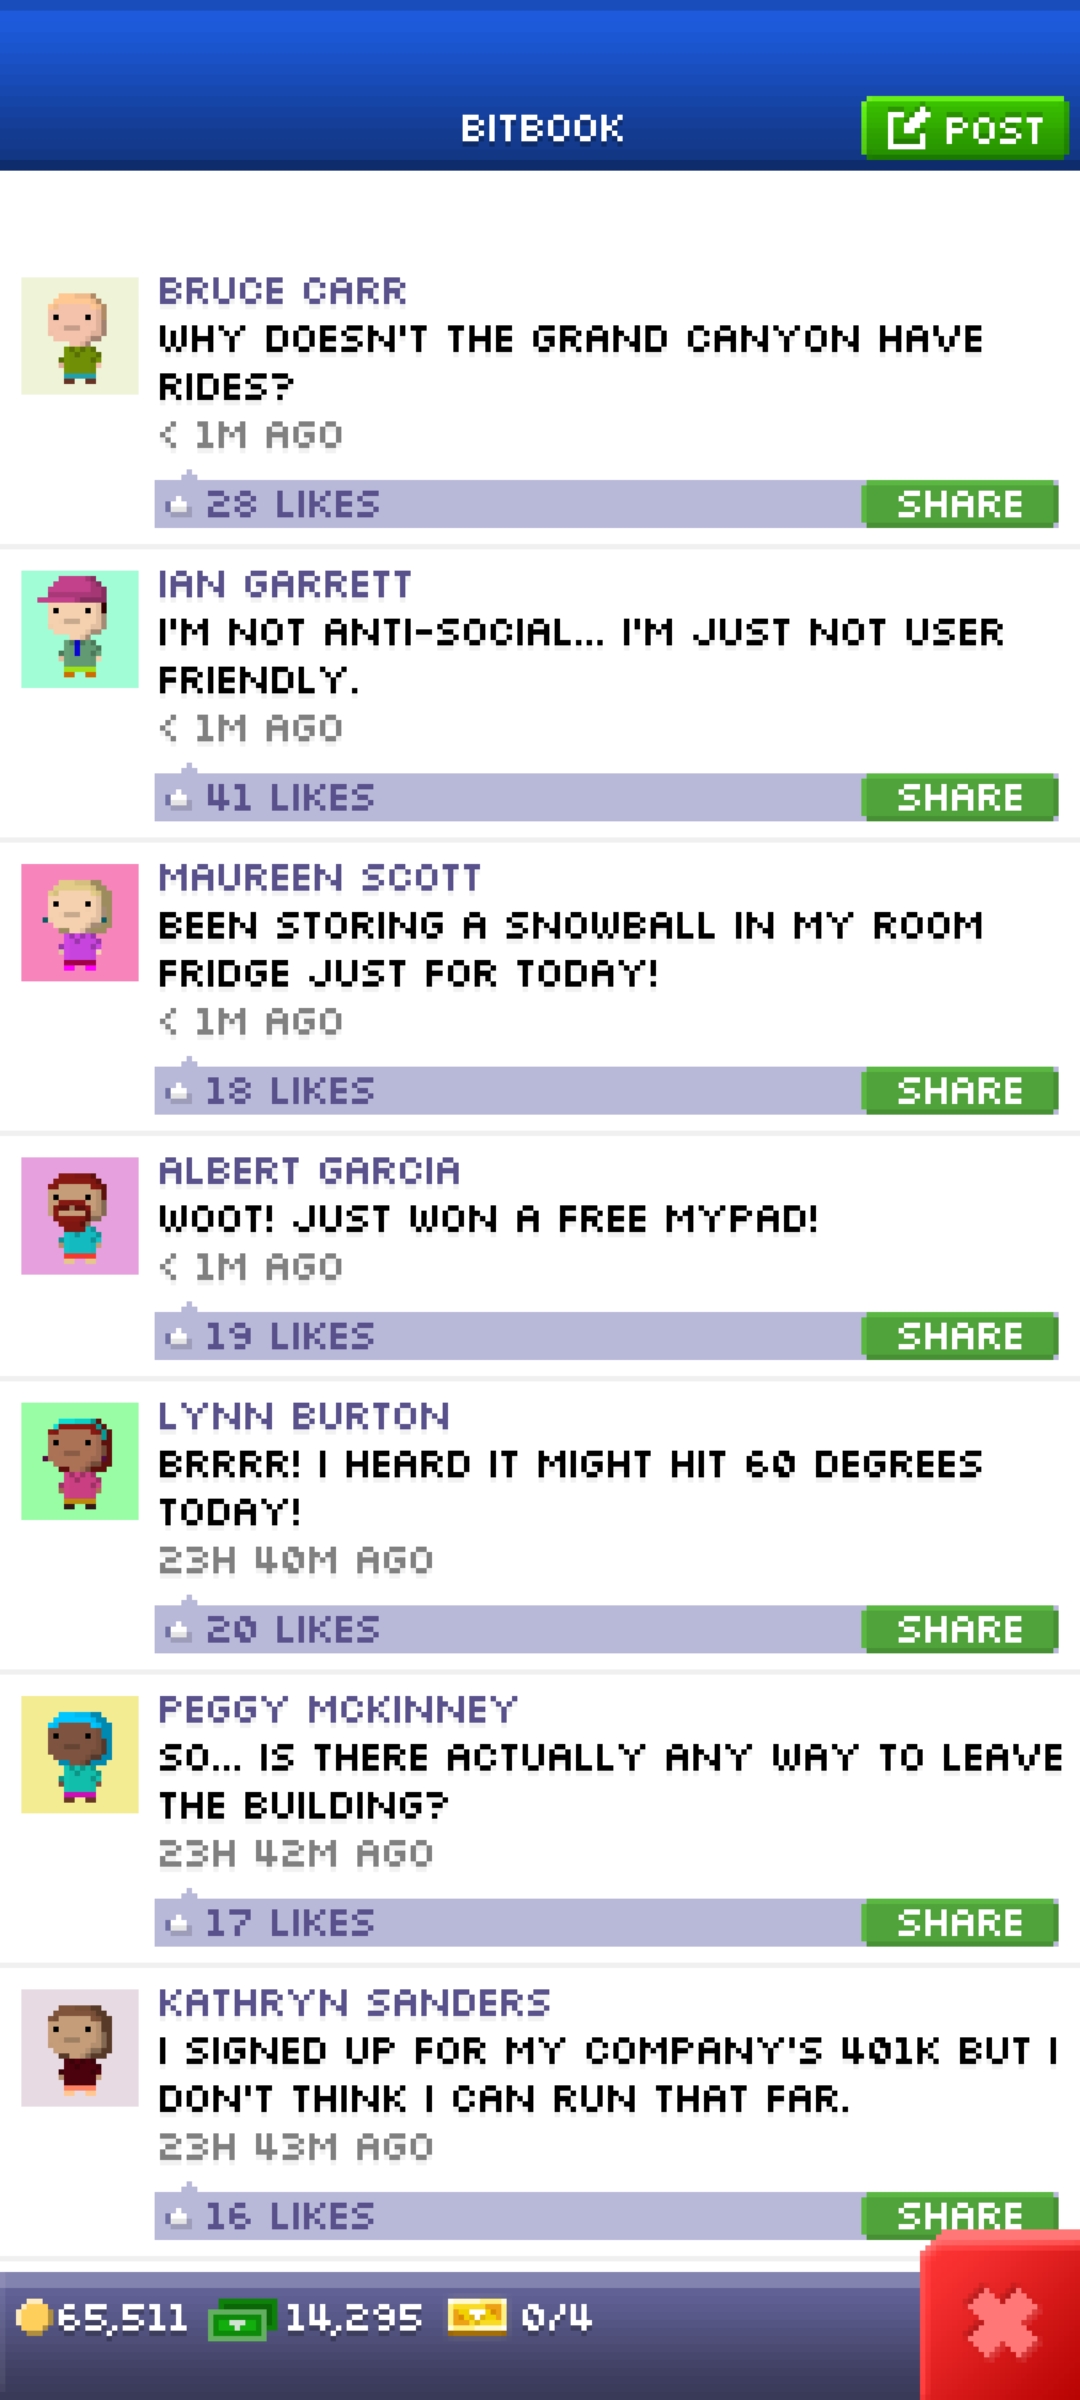 BITBOOK
POST
BRUCE CARR
WHY DOESN'T THE GRAND CANYON HAVE
RIDES?
< 1M AGO
28 LIKES
SHARE
IAN GARRETT
I'M NOT ANTI-SOCIAL... I'M JUST NOT USER
FRIENDLY.
< 1M AGO
41 LIKES
SHARE
MAUREEN SCOTT
BEEN STORING A SNOWBALL IN MY ROOM
FRIDGE JUST FOR TODAY!
< 1M AGO
18 LIKES
SHARE
ALBERT GARCIA
WOOT! JUST WON A FREE MYPAD!
< 1M AGO
19 LIKES
SHARE
LYNN BURTON
BRRRR! I HEARD IT MIGHT HIT 60 DEGREES
TODAY!
23H 40M AGO
20 LIKES
SHARE
PEGGY MCKINNEY
SO... IS THERE ACTUALLY ANY WAY TO LEAVE
THE BUILDING?
23H 42M AGO
17 LIKES
SHARE
KATHRYN SANDERS
I SIGNED UP FOR MY COMPANY'S 401K BUT I
DON'T THINK I CAN RUN THAT FAR.
23H 43M AGO
16 LIKES
SHARE
65,511 14,295 0/4